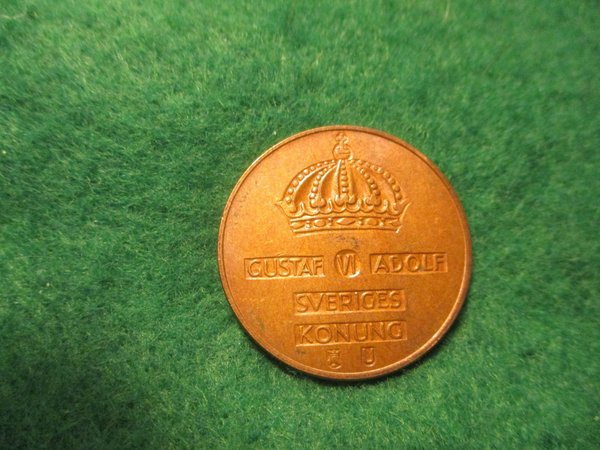 GUSTAF VI ADOLF
SVERIGES
KONUNG
U